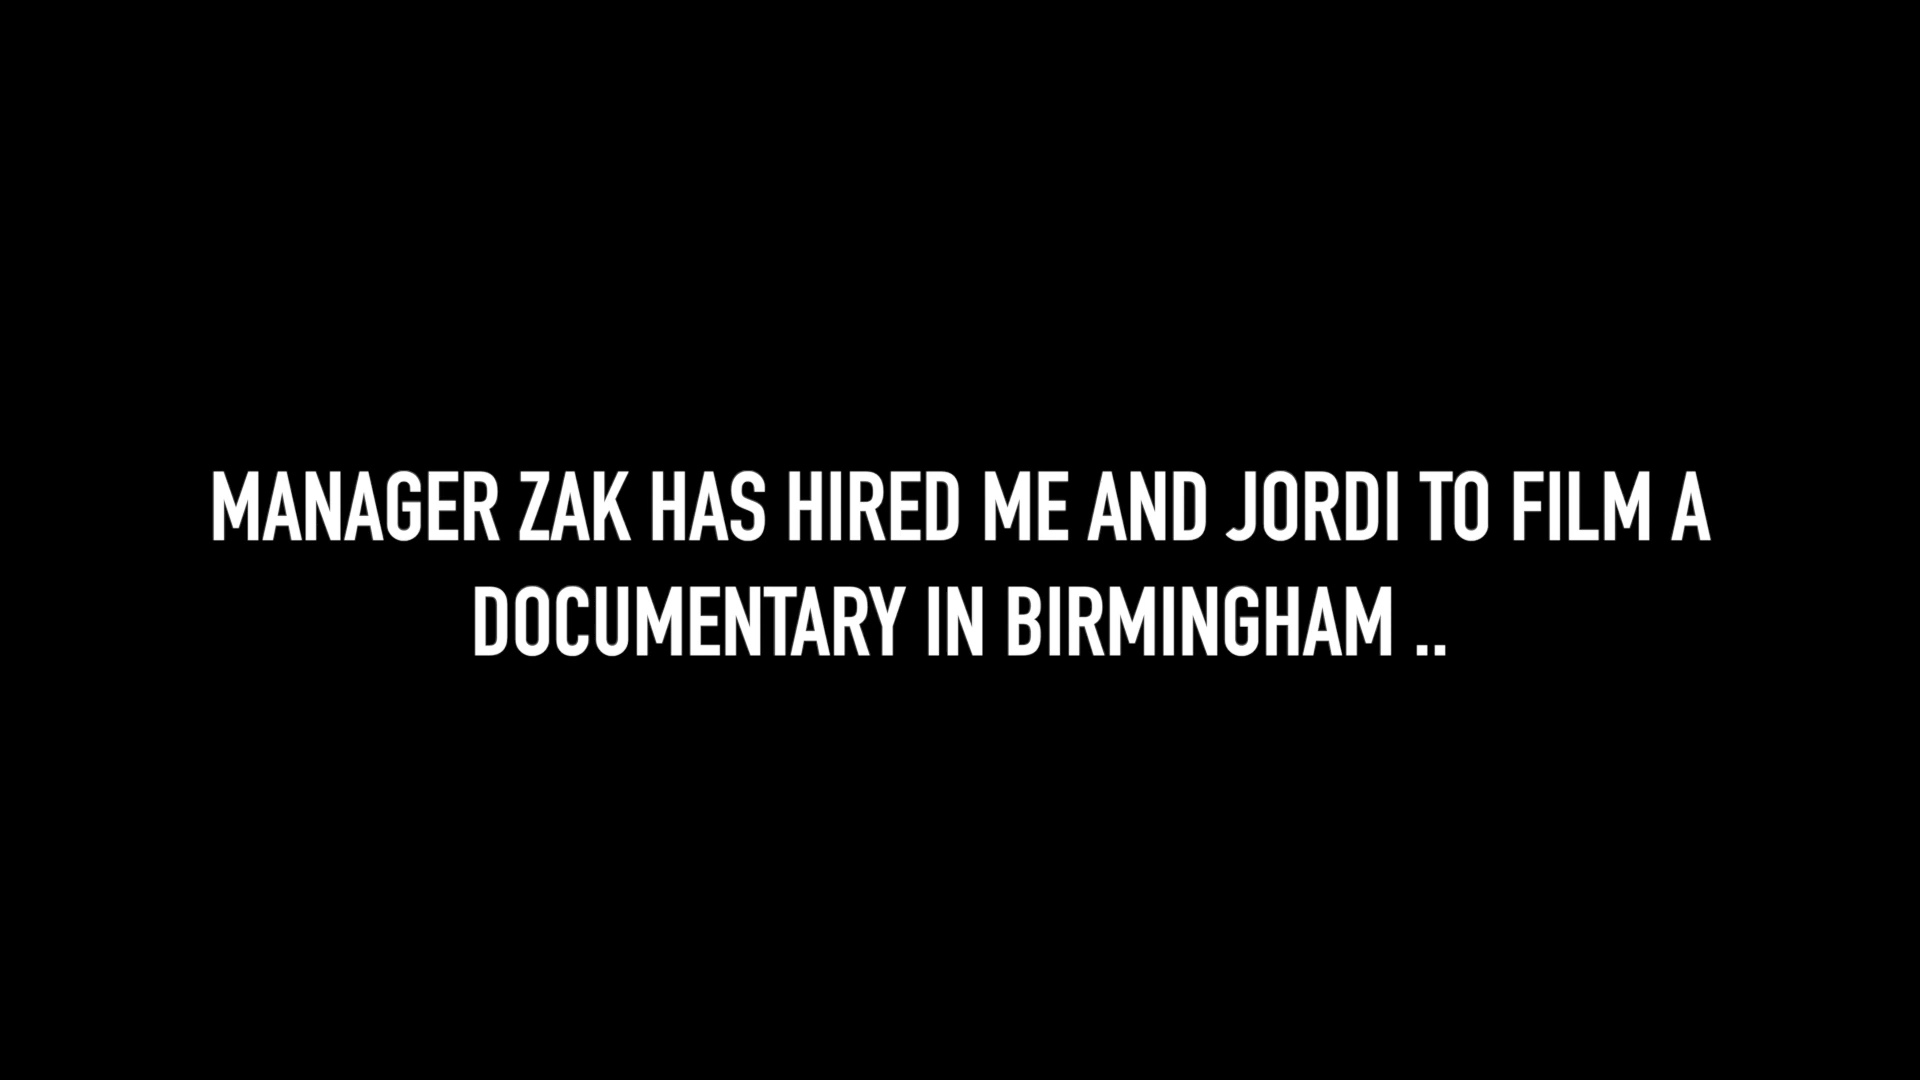 MANAGER ZAK HAS HIRED ME AND JORDI TO FILM A
DOCUMENTARY IN BIRMINGHAM ..